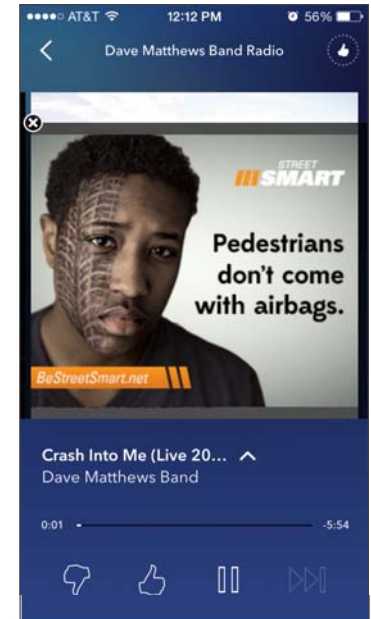 AT&T 12:12 PM 56%
Dave Matthews Band Radio
STREET
SMART
Pedestrians
don't come
with airbags.
BeStreetSmart.net
Crash Into Me (Live 20...
Dave Matthews Band
0:01 -5:54